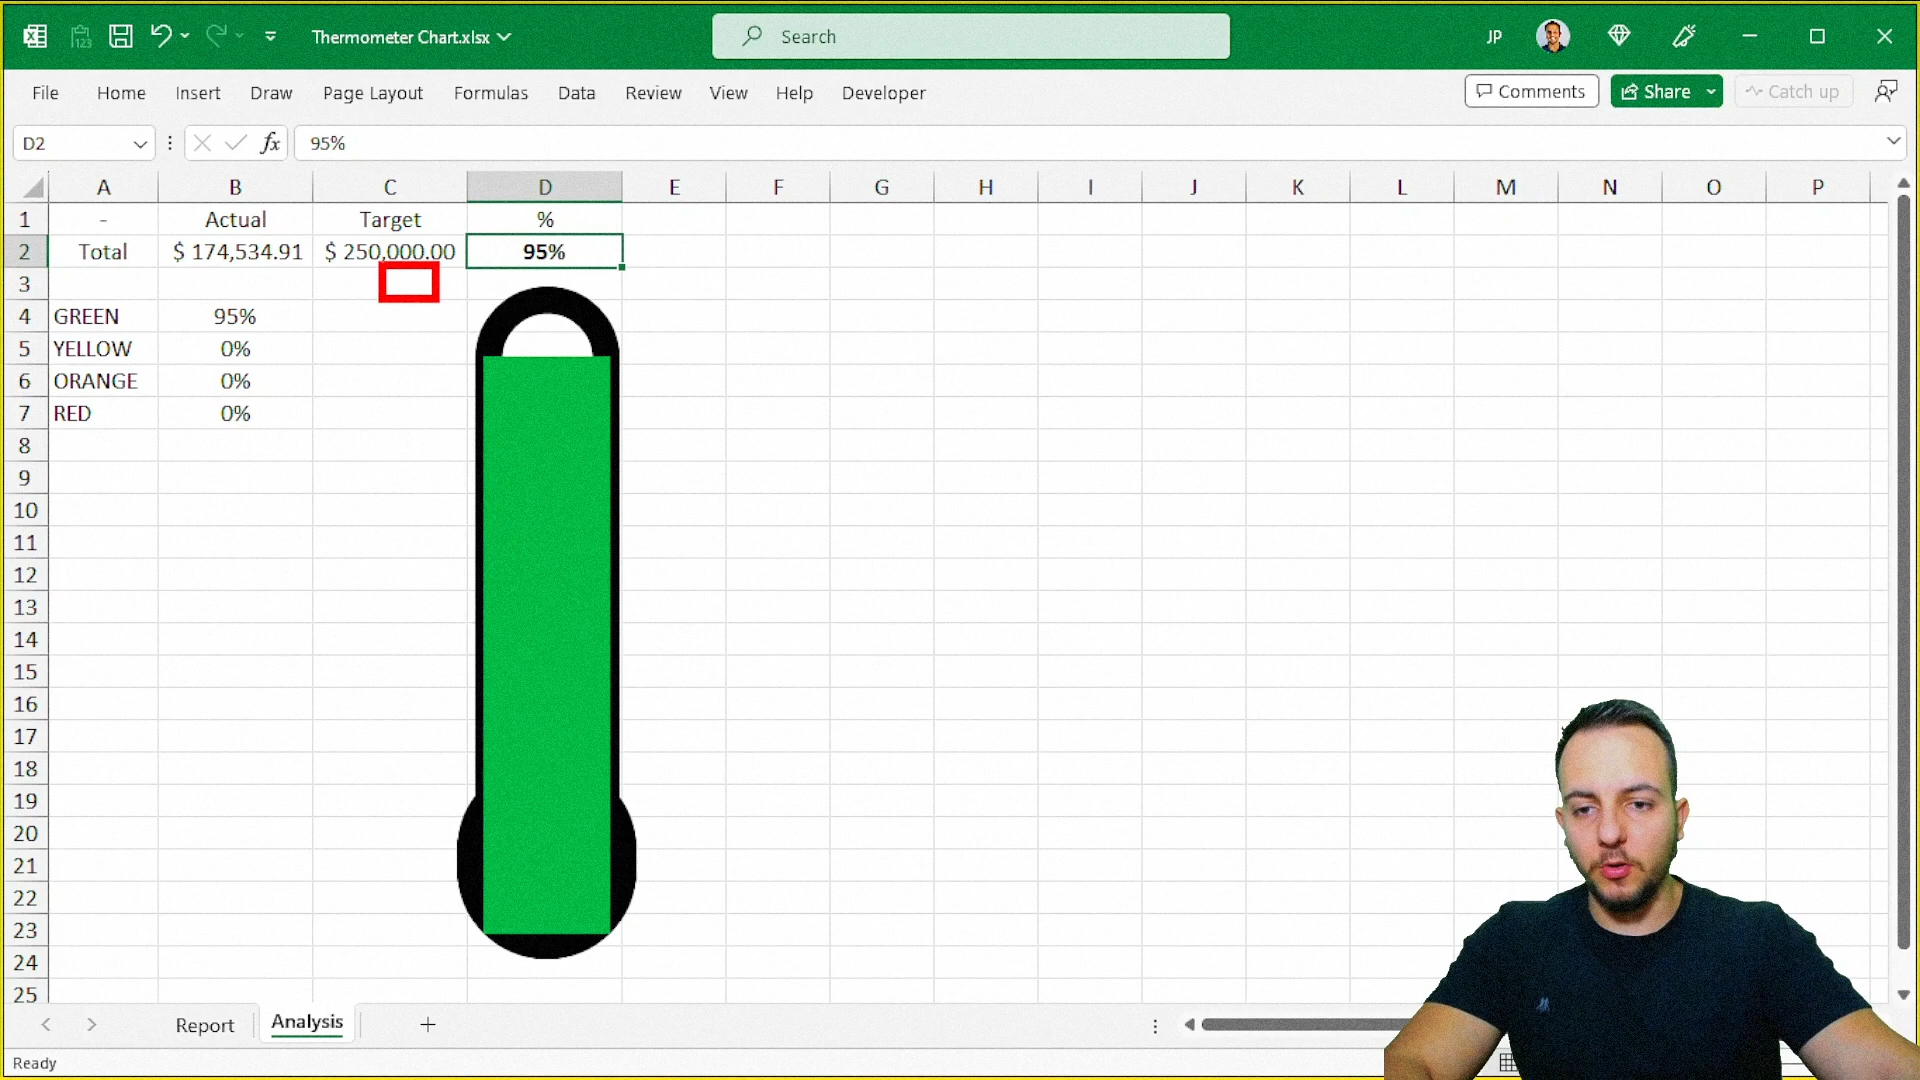 Thermometer Chart.xlsx
Search
JP
File Home Insert Draw Page Layout Formulas Data Review View Help Developer
Comments Share Catch up
D2 fx 95%
A B C D E F G H I J K L M N O P
1 - Actual Target %
2 Total $ 174,534.91 $ 250,000.00 95%
3
4 GREEN 95%
5 YELLOW 0%
6 ORANGE 0%
7 RED 0%
8
9
10
11
12
13
14
15
16
17
18
19
20
21
22
23
24
25
Report Analysis
Ready